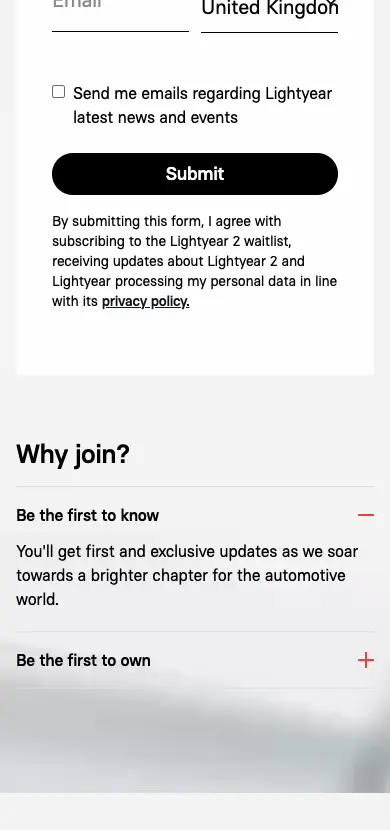 Email
United Kingdom
Send me emails regarding Lightyear
latest news and events
Submit
By submitting this form, I agree with
subscribing to the Lightyear 2 waitlist,
receiving updates about Lightyear 2 and
Lightyear processing my personal data in line
with its privacy policy.
Why join?
Be the first to know
You'll get first and exclusive updates as we soar
towards a brighter chapter for the automotive
world.
Be the first to own